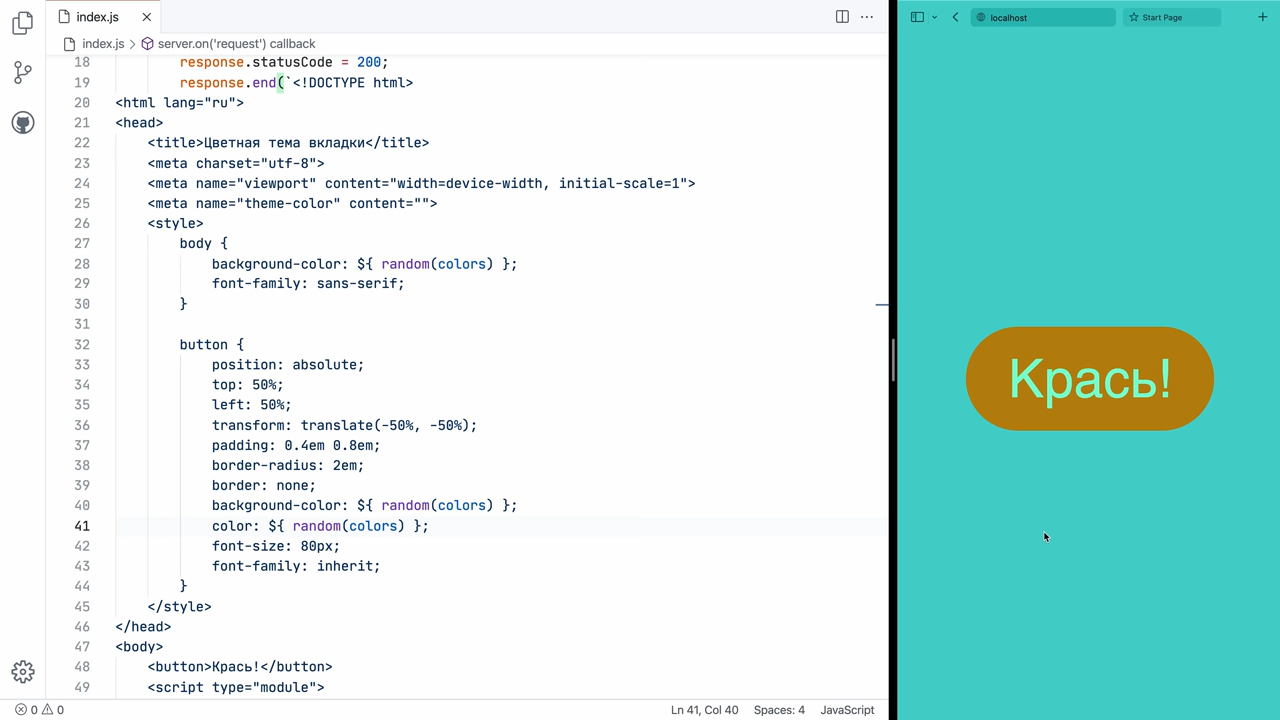 index.js
index.js > server.on('request') callback
18 response.statusCode = 200;
19 response.end(`<!DOCTYPE html>
20 <html lang="ru">
21 <head>
22 <title>Цветная тема вкладки</title>
23 <meta charset="utf-8">
24 <meta name="viewport" content="width=device-width, initial-scale=1">
25 <meta name="theme-color" content="">
26 <style>
27 body {
28 background-color: ${ random(colors) };
29 font-family: sans-serif;
30 }
31
32 button {
33 position: absolute;
34 top: 50%;
35 left: 50%;
36 transform: translate(-50%, -50%);
37 padding: 0.4em 0.8em;
38 border-radius: 2em;
39 border: none;
40 background-color: ${ random(colors) };
41 color: ${ random(colors) };
42 font-size: 80px;
43 font-family: inherit;
44 }
45 </style>
46 </head>
47 <body>
48 <button>Крась!</button>
49 <script type="module">
0 0
Ln 41, Col 40 Spaces: 4 JavaScript
localhost
Start Page
Крась!